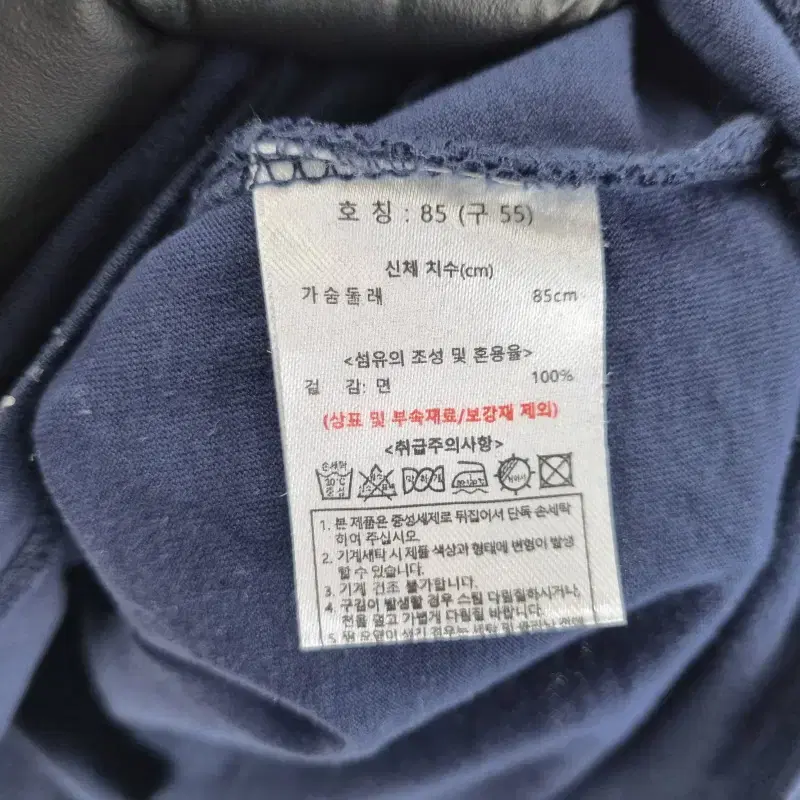 호 칭 : 85 (구 55)
신체 치수(cm)
가슴둘레 85cm
<섬유의 조성 및 혼용율>
겉 감: 면 100%
(상표 및 부속재료/보강재 제외)
<취급주의사항>
손세탁
30℃
중성
1. 본 제품은 중성세제로 뒤집어서 단독 손세탁
하여 주십시오.
2. 기계세탁 시 제품 색상과 형태에 변형이 발생
할 수 있습니다.
3. 기계 건조 불가합니다.
4. 구김이 발생할 경우 스팀 다림질하시거나,
천을 덮고 가볍게 다림질 바랍니다.